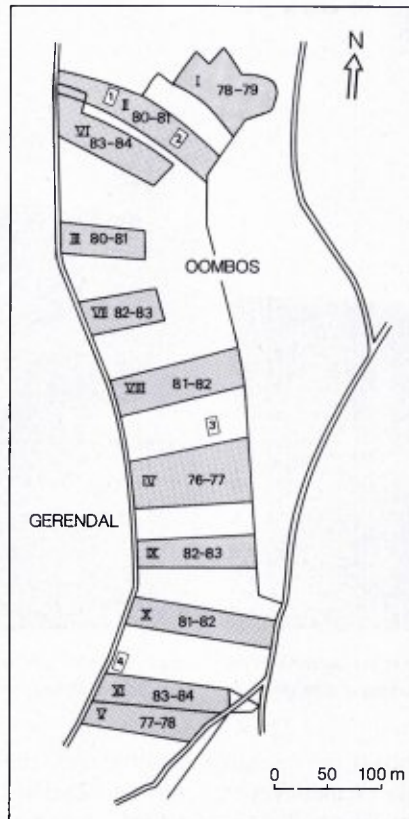 N
I
78-79
1
II
80-81
2
VI
83-84
III 80-81
OOMBOS
VII 82-83
VIII 81-82
3
IV 76-77
GERENDAL
IX 82-83
X 81-82
4
XI 83-84
V 77-78
0 50 100 m